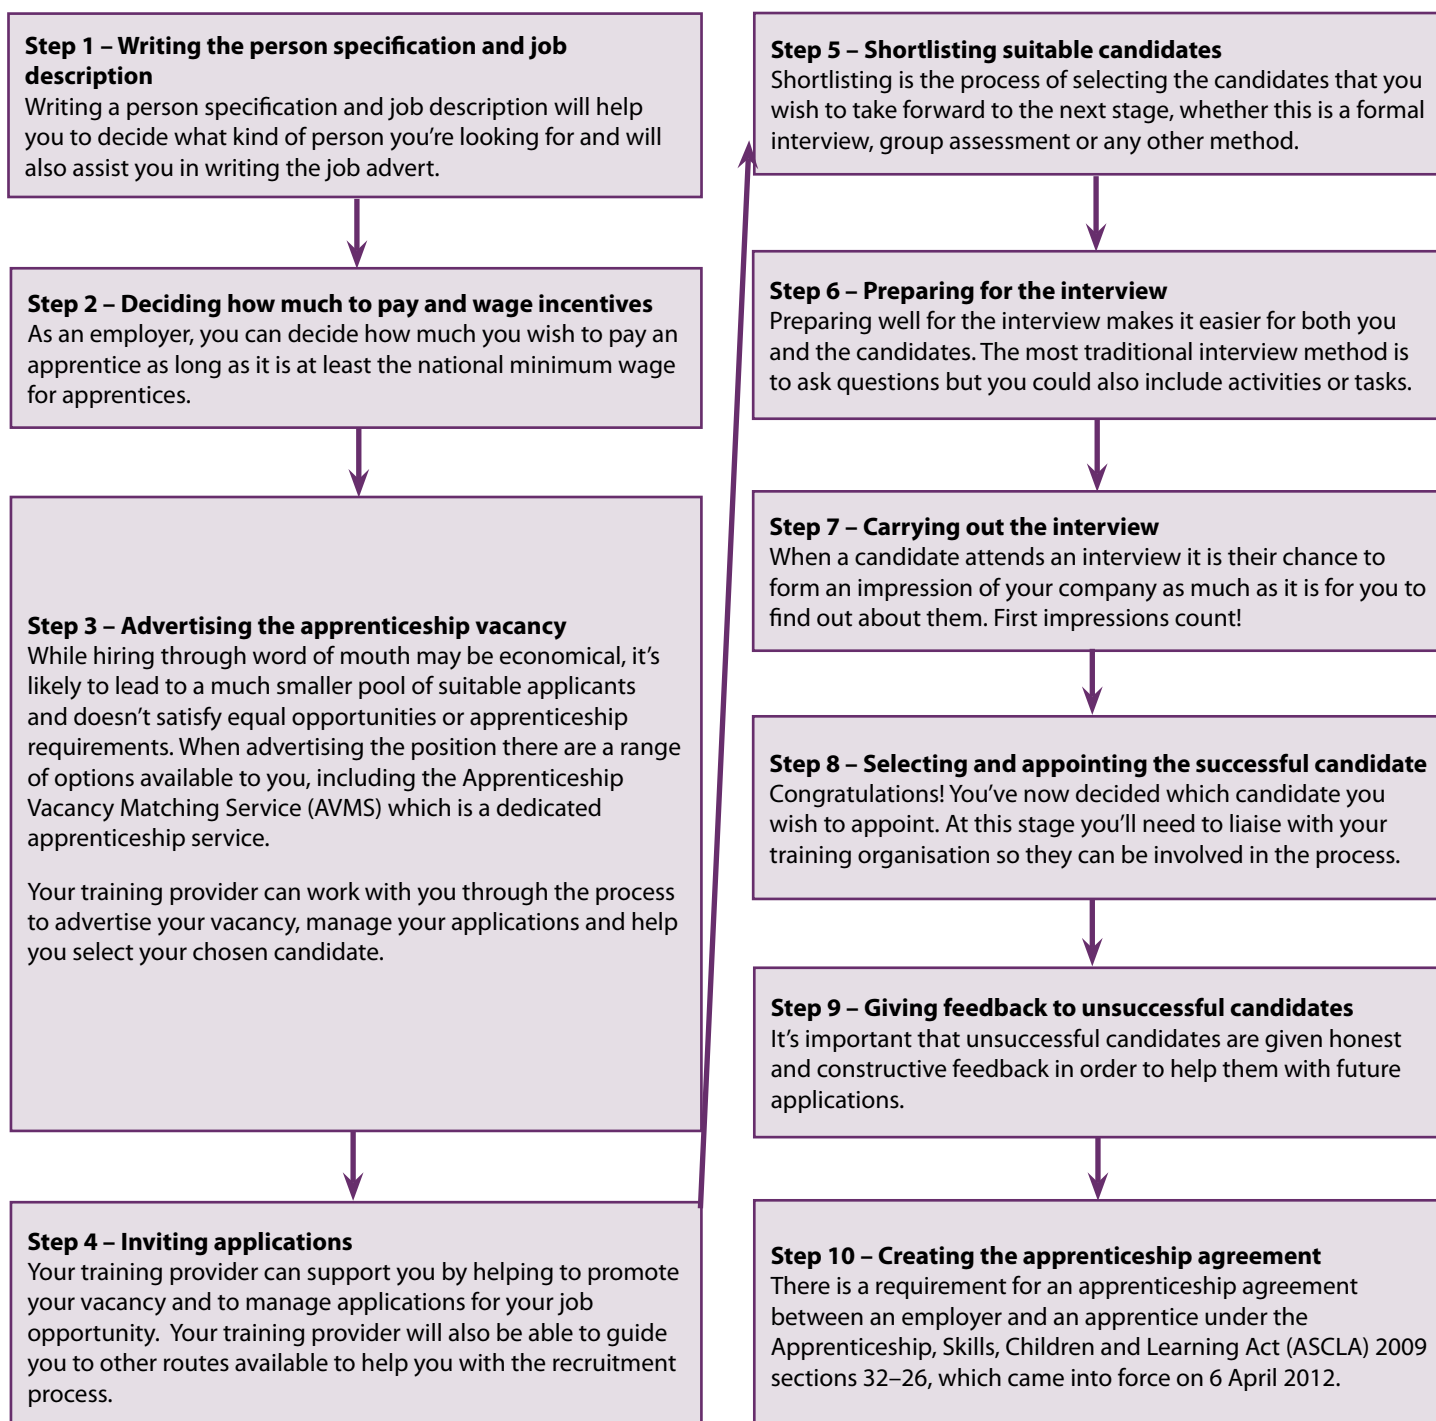 Step 1 – Writing the person specification and job
description
Writing a person specification and job description will help
you to decide what kind of person you’re looking for and will
also assist you in writing the job advert.
Step 2 – Deciding how much to pay and wage incentives
As an employer, you can decide how much you wish to pay an
apprentice as long as it is at least the national minimum wage
for apprentices.
Step 3 – Advertising the apprenticeship vacancy
While hiring through word of mouth may be economical, it’s
likely to lead to a much smaller pool of suitable applicants
and doesn’t satisfy equal opportunities or apprenticeship
requirements. When advertising the position there are a range
of options available to you, including the Apprenticeship
Vacancy Matching Service (AVMS) which is a dedicated
apprenticeship service.
Your training provider can work with you through the process
to advertise your vacancy, manage your applications and help
you select your chosen candidate.
Step 4 – Inviting applications
Your training provider can support you by helping to promote
your vacancy and to manage applications for your job
opportunity.  Your training provider will also be able to guide
you to other routes available to help you with the recruitment
process.
Step 5 – Shortlisting suitable candidates
Shortlisting is the process of selecting the candidates that you
wish to take forward to the next stage, whether this is a formal
interview, group assessment or any other method.
Step 6 – Preparing for the interview
Preparing well for the interview makes it easier for both you
and the candidates. The most traditional interview method is
to ask questions but you could also include activities or tasks.
Step 7 – Carrying out the interview
When a candidate attends an interview it is their chance to
form an impression of your company as much as it is for you to
find out about them. First impressions count!
Step 8 – Selecting and appointing the successful candidate
Congratulations! You’ve now decided which candidate you
wish to appoint. At this stage you’ll need to liaise with your
training organisation so they can be involved in the process.
Step 9 – Giving feedback to unsuccessful candidates
It’s important that unsuccessful candidates are given honest
and constructive feedback in order to help them with future
applications.
Step 10 – Creating the apprenticeship agreement
There is a requirement for an apprenticeship agreement
between an employer and an apprentice under the
Apprenticeship, Skills, Children and Learning Act (ASCLA) 2009
sections 32–26, which came into force on 6 April 2012.